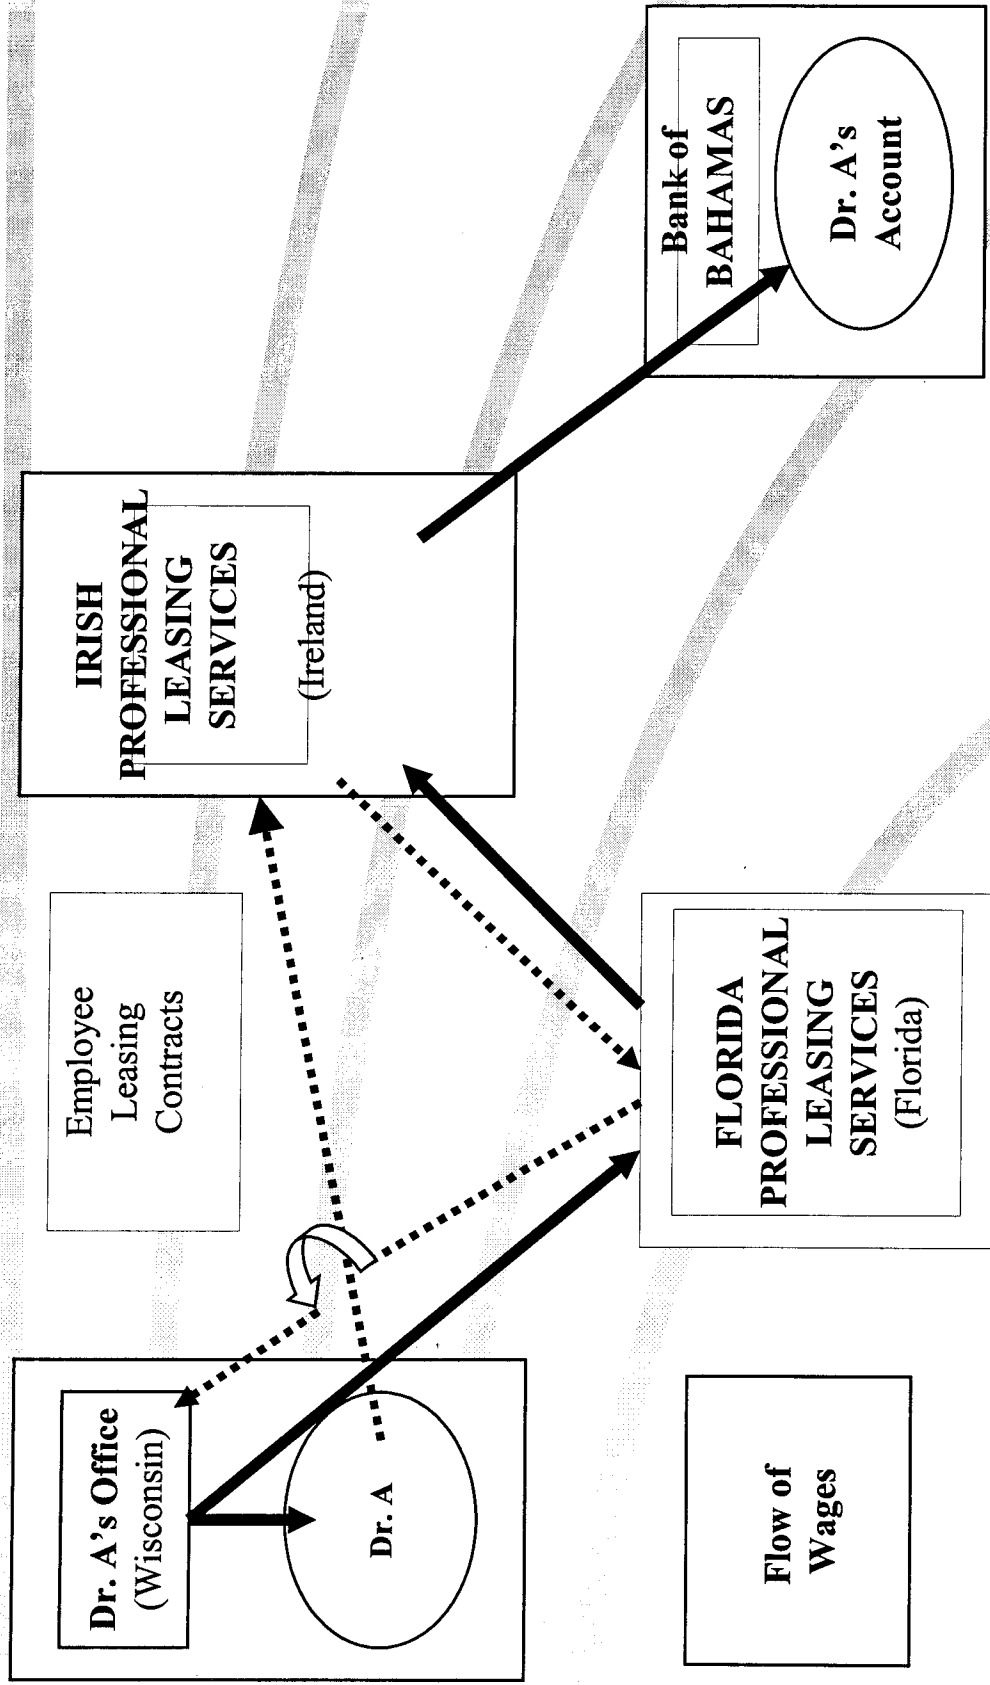 Dr. A's Office
(Wisconsin)
Dr. A
Employee
Leasing
Contracts
IRISH
PROFESSIONAL
LEASING
SERVICES
(Ireland)
Flow of
Wages
FLORIDA
PROFESSIONAL
LEASING
SERVICES
(Florida)
Bank of
BAHAMAS
Dr. A's
Account